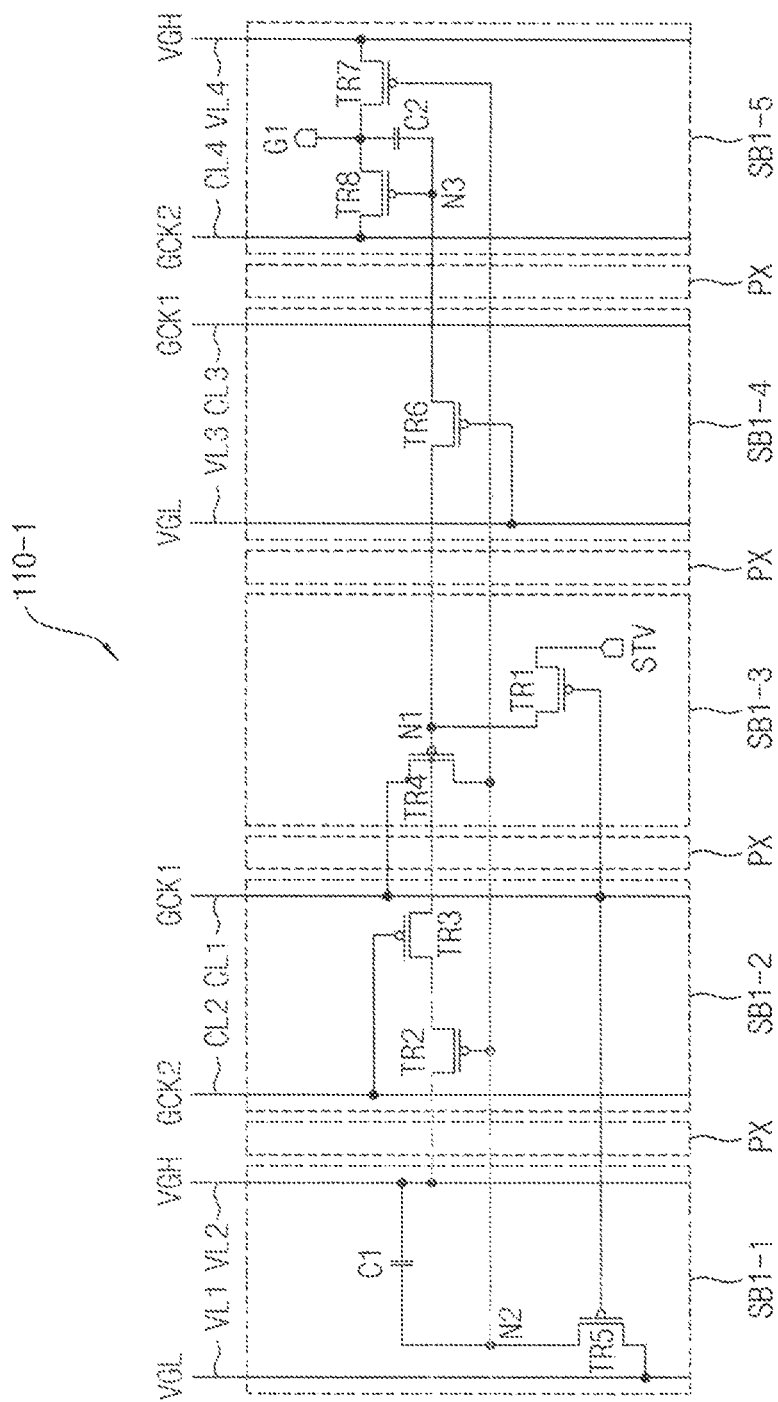 110-1
VGL VGH GCK2 GCK1 VGL GCK1 GCK2 VGH
VL1 VL2 CL2 CL1 VL3 CL3 CL4 VL4
G1
TR8 TR7
C1
TR2 TR4 N1 TR6 C2
TR3 N3
N2 TR1
TR5
STV
SB1-1 PX SB1-2 PX SB1-3 PX SB1-4 PX SB1-5